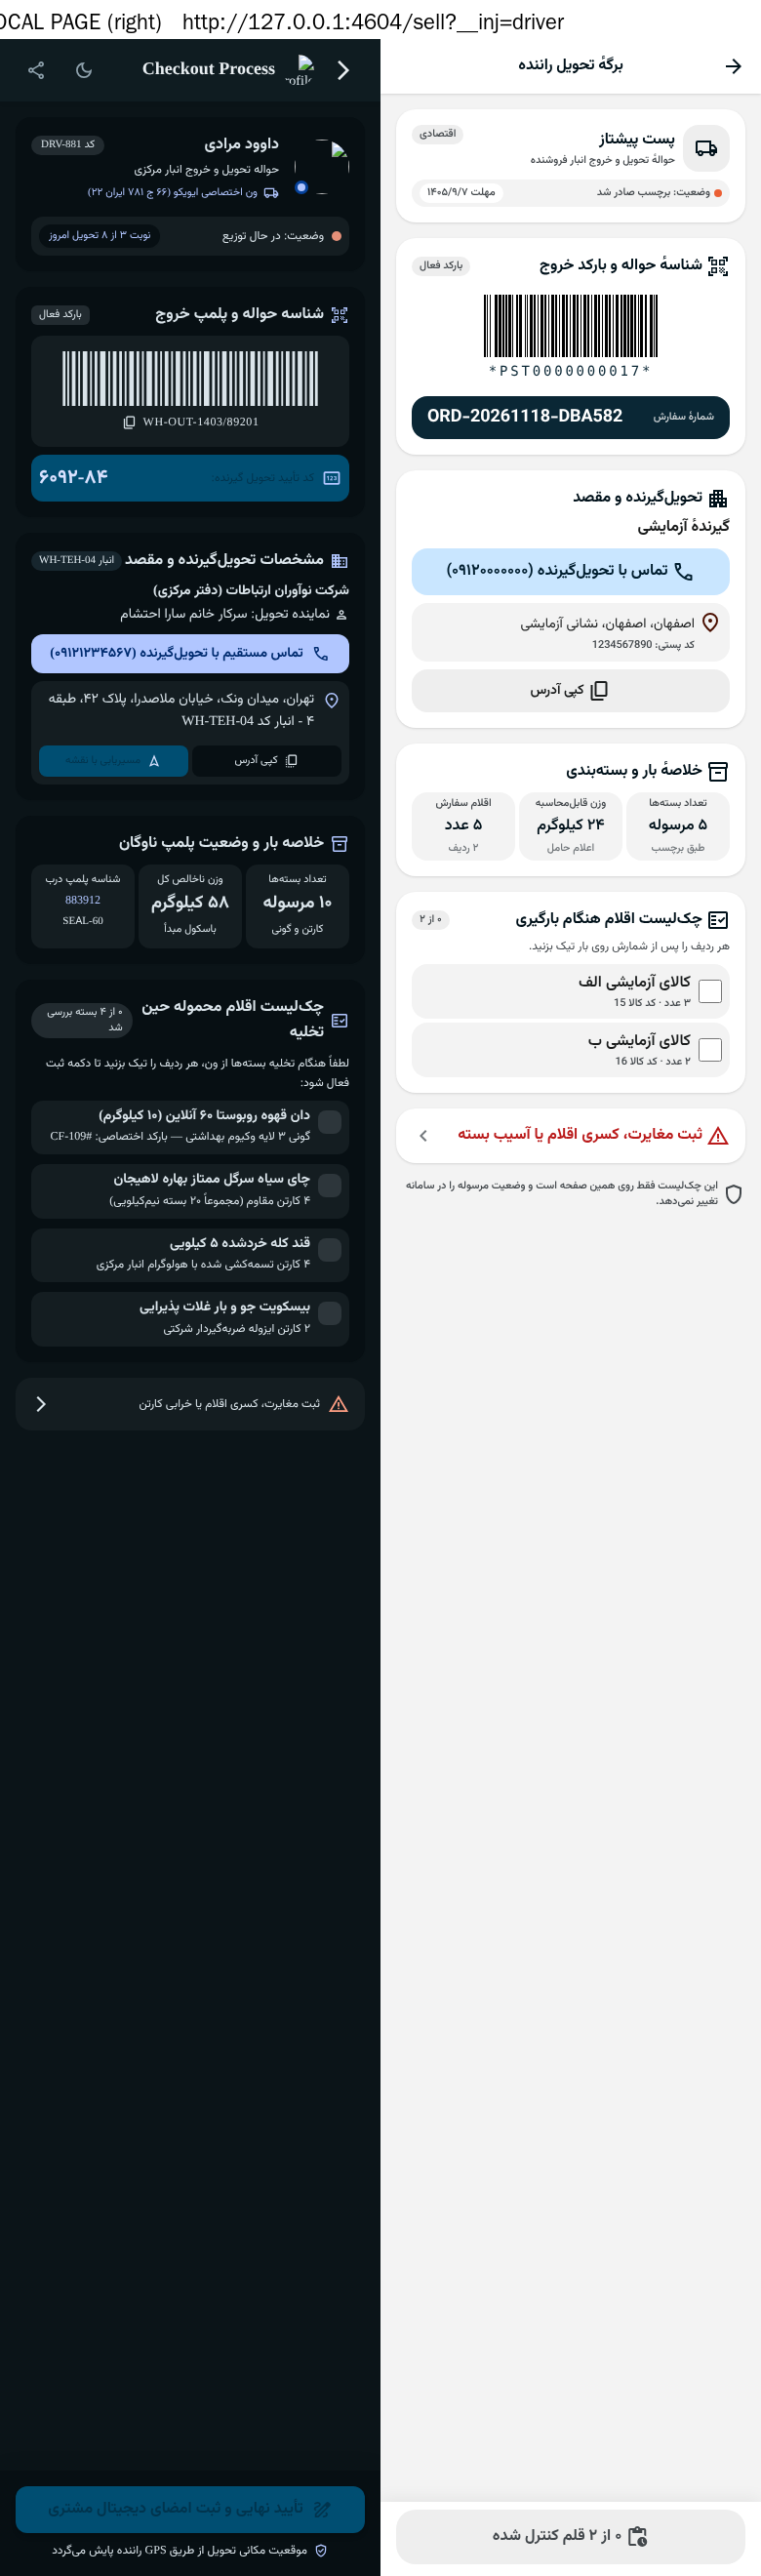 OCAL PAGE (right) http://127.0.0.1:4604/sell?__inj=driver
برگهٔ تحویل راننده
پست پیشتاز
اقتصادی
حوالهٔ تحویل و خروج انبار فروشنده
وضعیت: برچسب صادر شد
مهلت ۱۴۰۵/۹/۷
شناسهٔ حواله و بارکد خروج
بارکد فعال
*PST0000000017*
شمارهٔ سفارش
ORD-20261118-DBA582
تحویل‌گیرنده و مقصد
گیرندهٔ آزمایشی
تماس با تحویل‌گیرنده (۰۹۱۲۰۰۰۰۰۰۰)
اصفهان، اصفهان، نشانی آزمایشی
کد پستی: 1234567890
کپی آدرس
خلاصهٔ بار و بسته‌بندی
تعداد بسته‌ها
۵ مرسوله
طبق برچسب
وزن قابل‌محاسبه
۲۴ کیلوگرم
اعلام حامل
اقلام سفارش
۵ عدد
۲ ردیف
چک‌لیست اقلام هنگام بارگیری
۰ از ۲
هر ردیف را پس از شمارش روی بار تیک بزنید.
کالای آزمایشی الف
۳ عدد · کد کالا 15
کالای آزمایشی ب
۲ عدد · کد کالا 16
ثبت مغایرت، کسری اقلام یا آسیب بسته
این چک‌لیست فقط روی همین صفحه است و وضعیت مرسوله را در سامانه
تغییر نمی‌دهد.
۰ از ۲ قلم کنترل شده
Checkout Process
rofil
داوود مرادی
کد DRV-881
حواله تحویل و خروج انبار مرکزی
ون اختصاصی ایویکو (۶۶ ج ۷۸۱ ایران ۲۲)
وضعیت: در حال توزیع
نوبت ۳ از ۸ تحویل امروز
شناسه حواله و پلمپ خروج
بارکد فعال
WH-OUT-1403/89201
کد تأیید تحویل گیرنده:
۶۰۹۲-۸۴
مشخصات تحویل‌گیرنده و مقصد
انبار WH-TEH-04
شرکت نوآوران ارتباطات (دفتر مرکزی)
نماینده تحویل: سرکار خانم سارا احتشام
تماس مستقیم با تحویل‌گیرنده (۰۹۱۲۱۲۳۴۵۶۷)
تهران، میدان ونک، خیابان ملاصدرا، پلاک ۴۲، طبقه
۴ - انبار کد WH-TEH-04
کپی آدرس
مسیریابی با نقشه
خلاصه بار و وضعیت پلمپ ناوگان
تعداد بسته‌ها
۱۰ مرسوله
کارتن و گونی
وزن ناخالص کل
۵۸ کیلوگرم
باسکول مبدأ
شناسه پلمپ درب
883912
SEAL-60
چک‌لیست اقلام محموله حین
تخلیه
۰ از ۴ بسته بررسی
شد
لطفاً هنگام تخلیه بسته‌ها از ون، هر ردیف را تیک بزنید تا دکمه ثبت
فعال شود:
دان قهوه روبوستا ۶۰ آنلاین (۱۰ کیلوگرم)
گونی ۳ لایه وکیوم بهداشتی — بارکد اختصاصی: #CF-109
چای سیاه سرگل ممتاز بهاره لاهیجان
۴ کارتن مقاوم (مجموعاً ۲۰ بسته نیم‌کیلویی)
قند کله خردشده ۵ کیلویی
۴ کارتن تسمه‌کشی شده با هولوگرام انبار مرکزی
بیسکویت جو و بار غلات پذیرایی
۲ کارتن ایزوله ضربه‌گیردار شرکتی
ثبت مغایرت، کسری اقلام یا خرابی کارتن
تأیید نهایی و ثبت امضای دیجیتال مشتری
موقعیت مکانی تحویل از طریق GPS راننده پایش می‌گردد